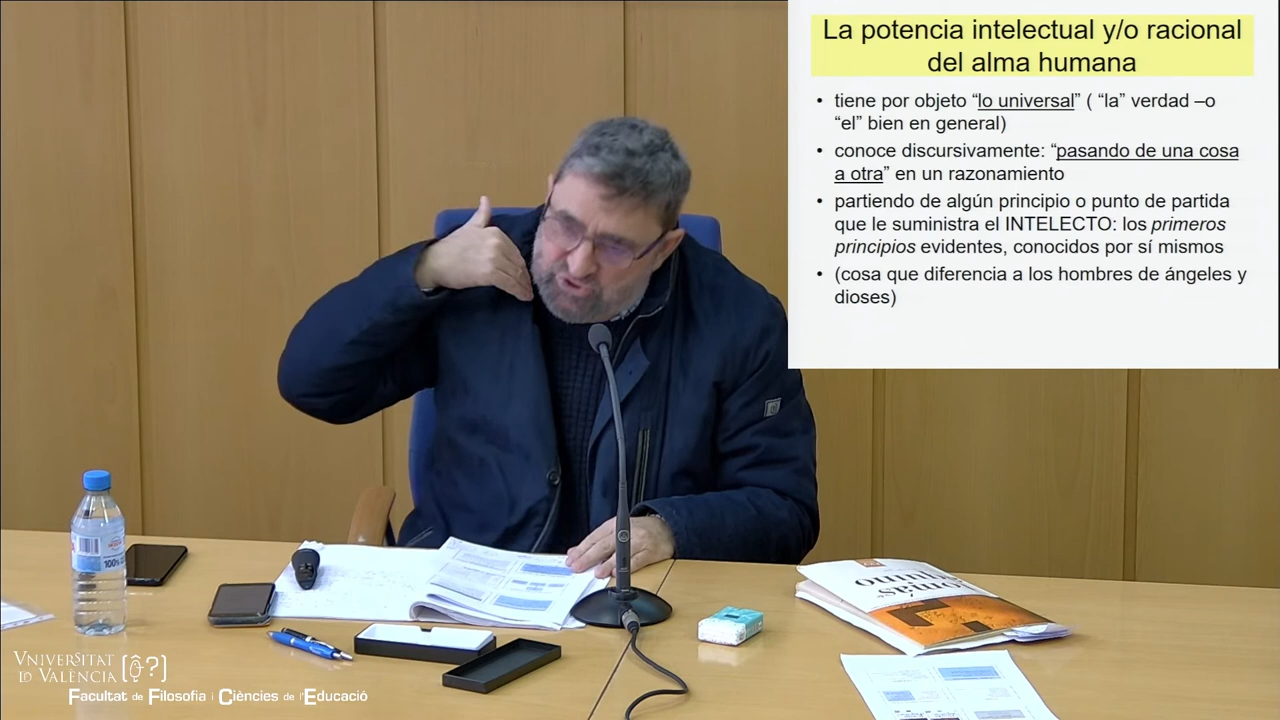 La potencia intelectual y/o racional
del alma humana
• tiene por objeto “lo universal” ( “la” verdad –o
“el” bien en general)
• conoce discursivamente: “pasando de una cosa
a otra” en un razonamiento
• partiendo de algún principio o punto de partida
que le suministra el INTELECTO: los primeros
principios evidentes, conocidos por sí mismos
• (cosa que diferencia a los hombres de ángeles y
dioses)
100%
VNIVERSITAT
DE VALÈNCIA [ô?]
Facultat de Filosofia i Ciències de l'Educació